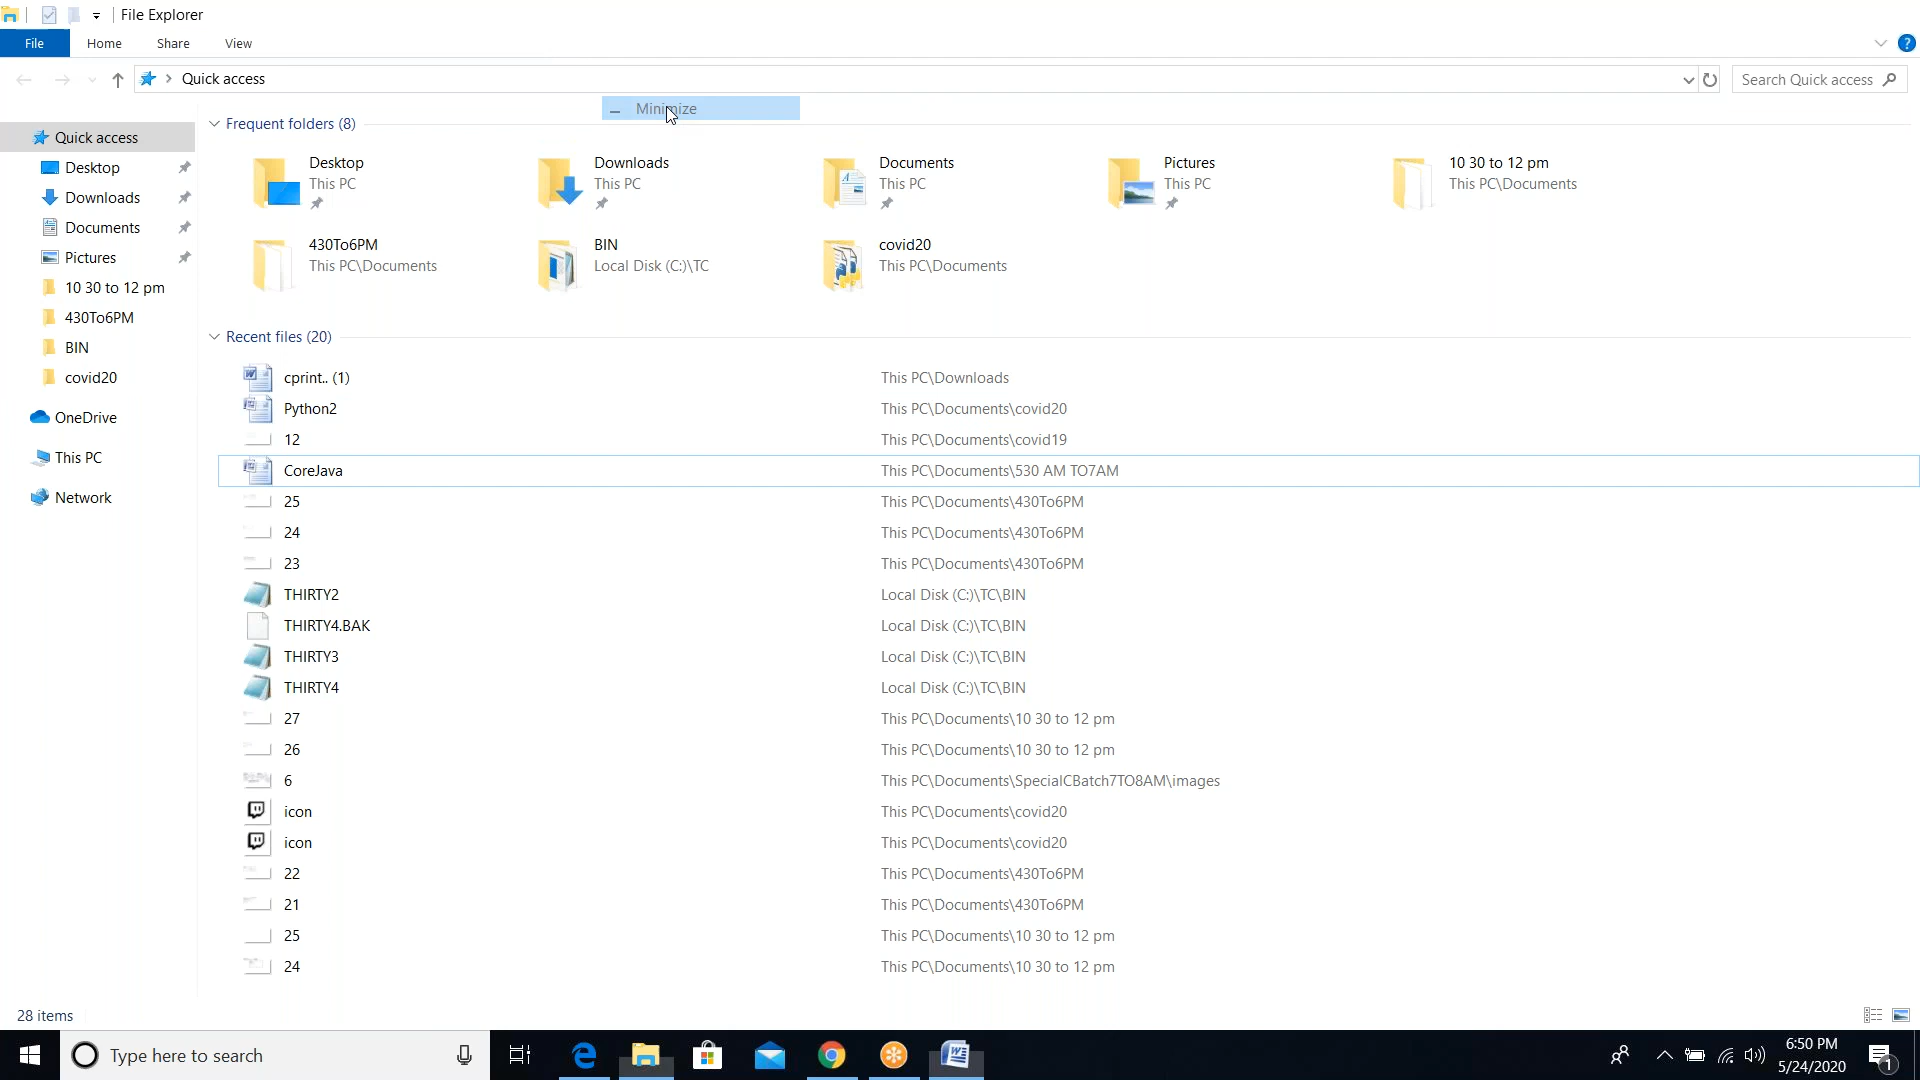 File Explorer
File Home Share View
Quick access
Search Quick access
Minimize
Quick access
Desktop
Downloads
Documents
Pictures
10 30 to 12 pm
430To6PM
BIN
covid20
OneDrive
This PC
Network
Frequent folders (8)
Desktop
This PC
Downloads
This PC
Documents
This PC
Pictures
This PC
10 30 to 12 pm
This PC\Documents
430To6PM
This PC\Documents
BIN
Local Disk (C:)\TC
covid20
This PC\Documents
Recent files (20)
cprint.. (1) This PC\Downloads
Python2 This PC\Documents\covid20
12 This PC\Documents\covid19
CoreJava This PC\Documents\530 AM TO7AM
25 This PC\Documents\430To6PM
24 This PC\Documents\430To6PM
23 This PC\Documents\430To6PM
THIRTY2 Local Disk (C:)\TC\BIN
THIRTY4.BAK Local Disk (C:)\TC\BIN
THIRTY3 Local Disk (C:)\TC\BIN
THIRTY4 Local Disk (C:)\TC\BIN
27 This PC\Documents\10 30 to 12 pm
26 This PC\Documents\10 30 to 12 pm
6 This PC\Documents\SpecialCBatch7TO8AM\images
icon This PC\Documents\covid20
icon This PC\Documents\covid20
22 This PC\Documents\430To6PM
21 This PC\Documents\430To6PM
25 This PC\Documents\10 30 to 12 pm
24 This PC\Documents\10 30 to 12 pm
28 items
Type here to search
6:50 PM
5/24/2020
1